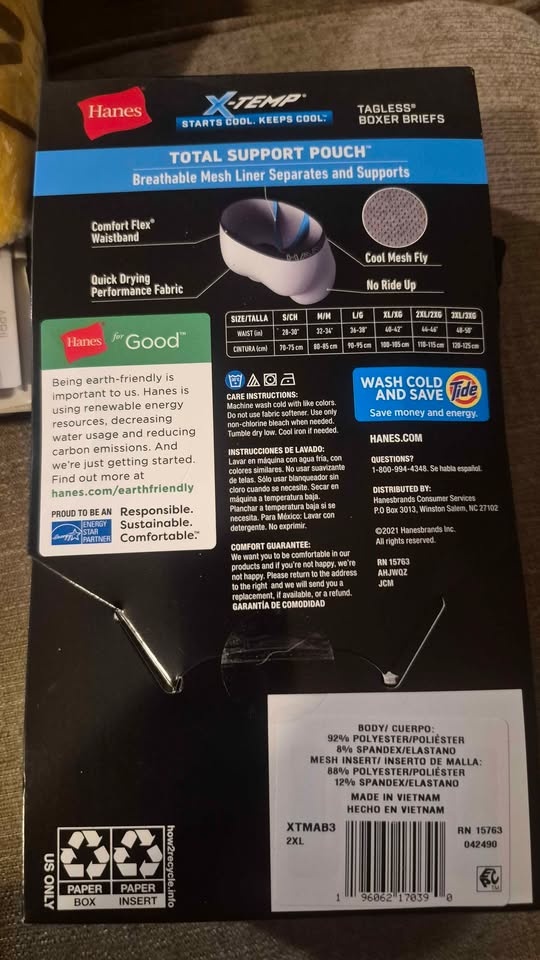 Hanes
X-TEMP®
STARTS COOL. KEEPS COOL.™
TAGLESS®
BOXER BRIEFS
TOTAL SUPPORT POUCH™
Breathable Mesh Liner Separates and Supports
Comfort Flex®
Waistband
Quick Drying
Performance Fabric
Cool Mesh Fly
No Ride Up
SIZE/TALLA S/CH M/M L/G XL/XG 2XL/2XG 3XL/3XG
WAIST (in) 28-30" 32-34" 36-38" 40-42" 44-46" 48-50"
CINTURA (cm) 70-75 cm 80-85 cm 90-95 cm 100-105 cm 110-115 cm 120-125 cm
Hanes for Good™
Being earth-friendly is
important to us. Hanes is
using renewable energy
resources, decreasing
water usage and reducing
carbon emissions. And
we're just getting started.
Find out more at
hanes.com/earthfriendly
PROUD TO BE AN
ENERGY
STAR
PARTNER
Responsible.
Sustainable.
Comfortable.™
CARE INSTRUCTIONS:
Machine wash cold with like colors.
Do not use fabric softener. Use only
non-chlorine bleach when needed.
Tumble dry low. Cool iron if needed.
INSTRUCCIONES DE LAVADO:
Lavar en máquina con agua fría, con
colores similares. No usar suavizante
de telas. Sólo usar blanqueador sin
cloro cuando se necesite. Secar en
máquina a temperatura baja.
Planchar a temperatura baja si se
necesita. Para México: Lavar con
detergente. No exprimir.
COMFORT GUARANTEE:
We want you to be comfortable in our
products and if you're not happy, we're
not happy. Please return to the address
to the right and we will send you a
replacement, if available, or a refund.
GARANTÍA DE COMODIDAD
WASH COLD
AND SAVE
Tide
Save money and energy.
HANES.COM
QUESTIONS?
1-800-994-4348. Se habla español.
DISTRIBUTED BY:
Hanesbrands Consumer Services
P.O Box 3013, Winston Salem, NC 27102
©2021 Hanesbrands Inc.
All rights reserved.
RN 15763
AHJWQZ
JCM
BODY/ CUERPO:
92% POLYESTER/POLIÉSTER
8% SPANDEX/ELASTANO
MESH INSERT/ INSERTO DE MALLA:
88% POLYESTER/POLIÉSTER
12% SPANDEX/ELASTANO
MADE IN VIETNAM
HECHO EN VIETNAM
XTMAB3
2XL
RN 15763
042490
1 96062 17039 0
US ONLY
PAPER
BOX
PAPER
INSERT
how2recycle.info